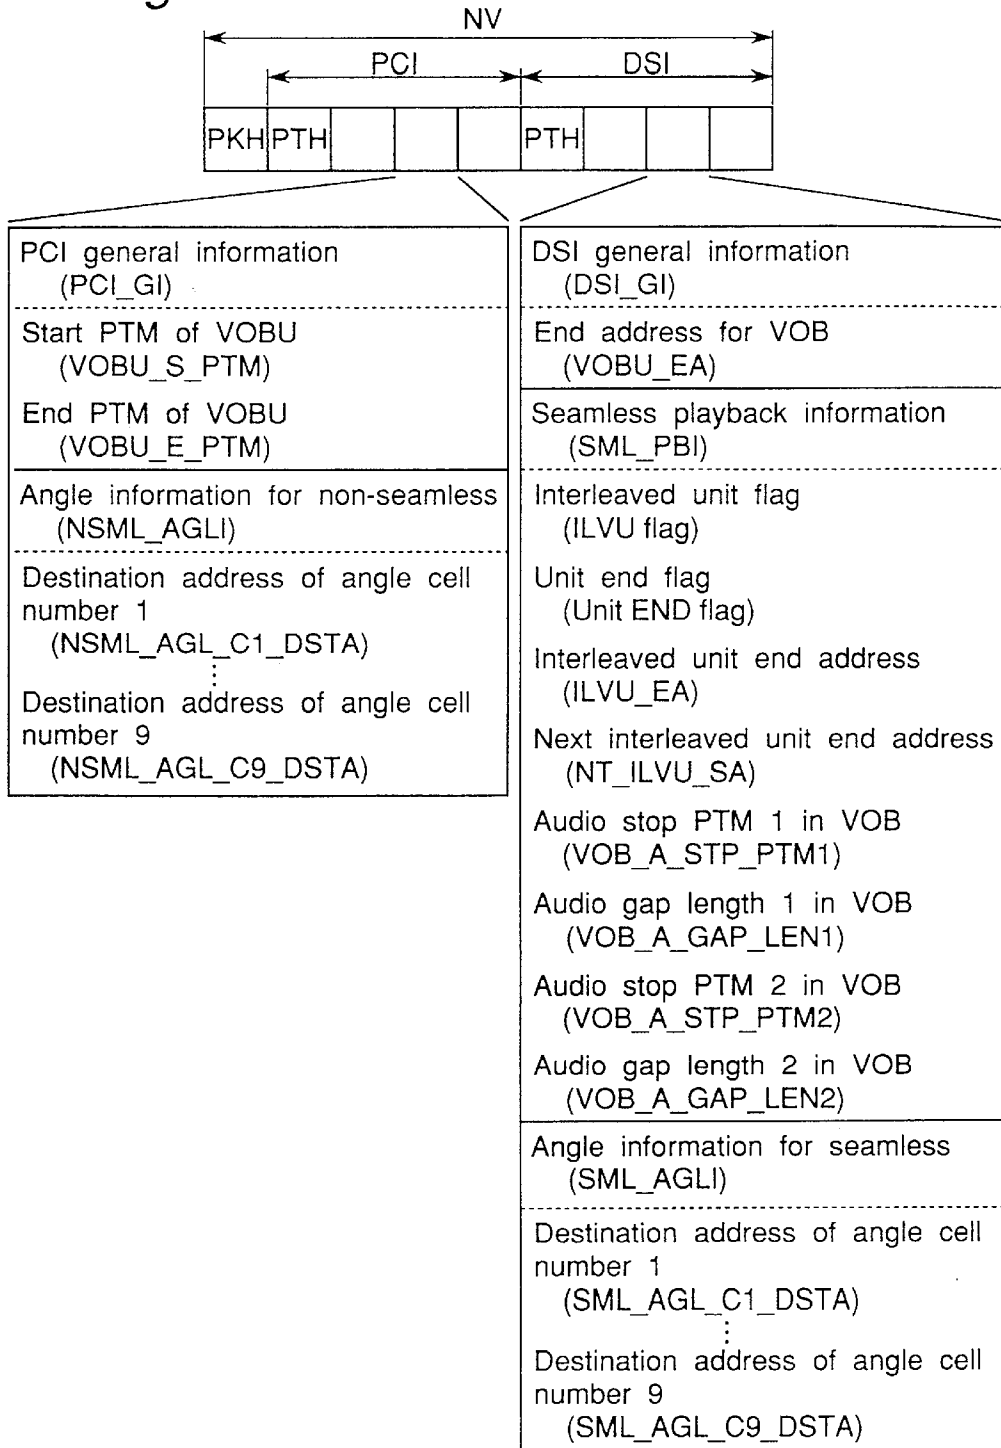 NV
PCI
DSI
PKH PTH PTH
PCI general information
(PCI_GI)
Start PTM of VOBU
(VOBU_S_PTM)
End PTM of VOBU
(VOBU_E_PTM)
Angle information for non-seamless
(NSML_AGLI)
Destination address of angle cell
number 1
(NSML_AGL_C1_DSTA)
Destination address of angle cell
number 9
(NSML_AGL_C9_DSTA)
DSI general information
(DSI_GI)
End address for VOB
(VOBU_EA)
Seamless playback information
(SML_PBI)
Interleaved unit flag
(ILVU flag)
Unit end flag
(Unit END flag)
Interleaved unit end address
(ILVU_EA)
Next interleaved unit end address
(NT_ILVU_SA)
Audio stop PTM 1 in VOB
(VOB_A_STP_PTM1)
Audio gap length 1 in VOB
(VOB_A_GAP_LEN1)
Audio stop PTM 2 in VOB
(VOB_A_STP_PTM2)
Audio gap length 2 in VOB
(VOB_A_GAP_LEN2)
Angle information for seamless
(SML_AGLI)
Destination address of angle cell
number 1
(SML_AGL_C1_DSTA)
Destination address of angle cell
number 9
(SML_AGL_C9_DSTA)